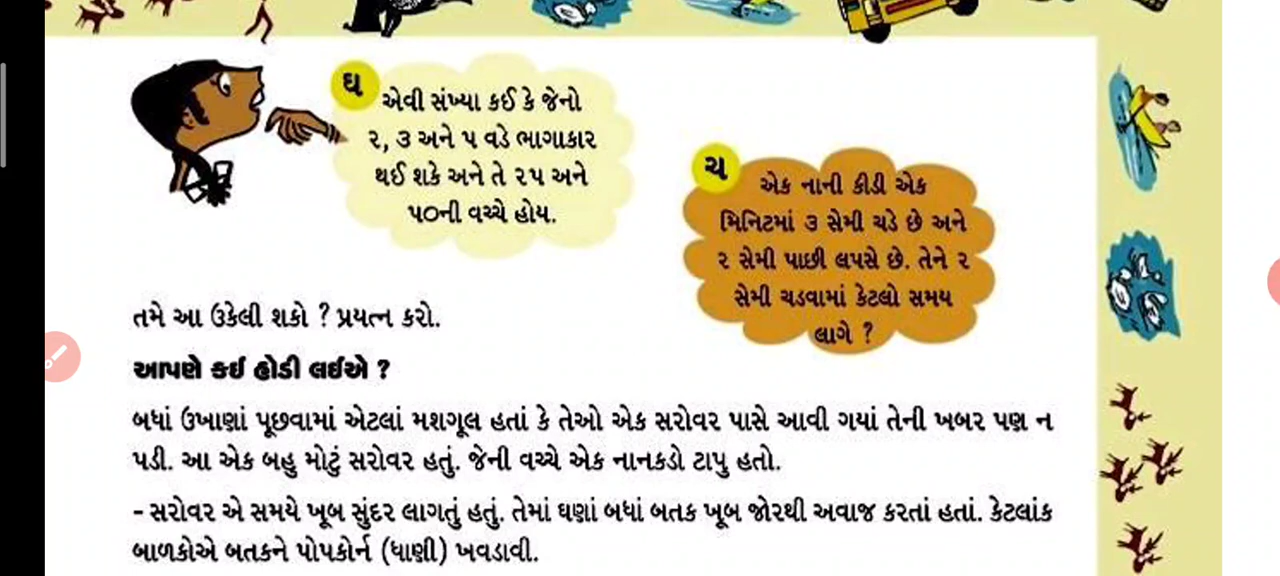 ઘ
એવી સંખ્યા કઈ કે જેનો
૨, ૩ અને ૫ વડે ભાગાકાર
થઈ શકે અને તે ૨૫ અને
૫૦ની વચ્ચે હોય.
ચ
એક નાની કીડી એક
મિનિટમાં ૩ સેમી ચડે છે અને
૨ સેમી પાછી લપસે છે. તેને ૨
સેમી ચડવામાં કેટલો સમય
લાગે ?
તમે આ ઉકેલી શકો ? પ્રયત્ન કરો.
આપણે કઈ હોડી લઈએ ?
બધાં ઉખાણાં પૂછવામાં એટલાં મશગૂલ હતાં કે તેઓ એક સરોવર પાસે આવી ગયાં તેની ખબર પણ ન
પડી. આ એક બહુ મોટું સરોવર હતું. જેની વચ્ચે એક નાનકડો ટાપુ હતો.
- સરોવર એ સમયે ખૂબ સુંદર લાગતું હતું. તેમાં ઘણાં બધાં બતક ખૂબ જોરથી અવાજ કરતાં હતાં. કેટલાંક
બાળકોએ બતકને પોપકોર્ન (ધાણી) ખવડાવી.